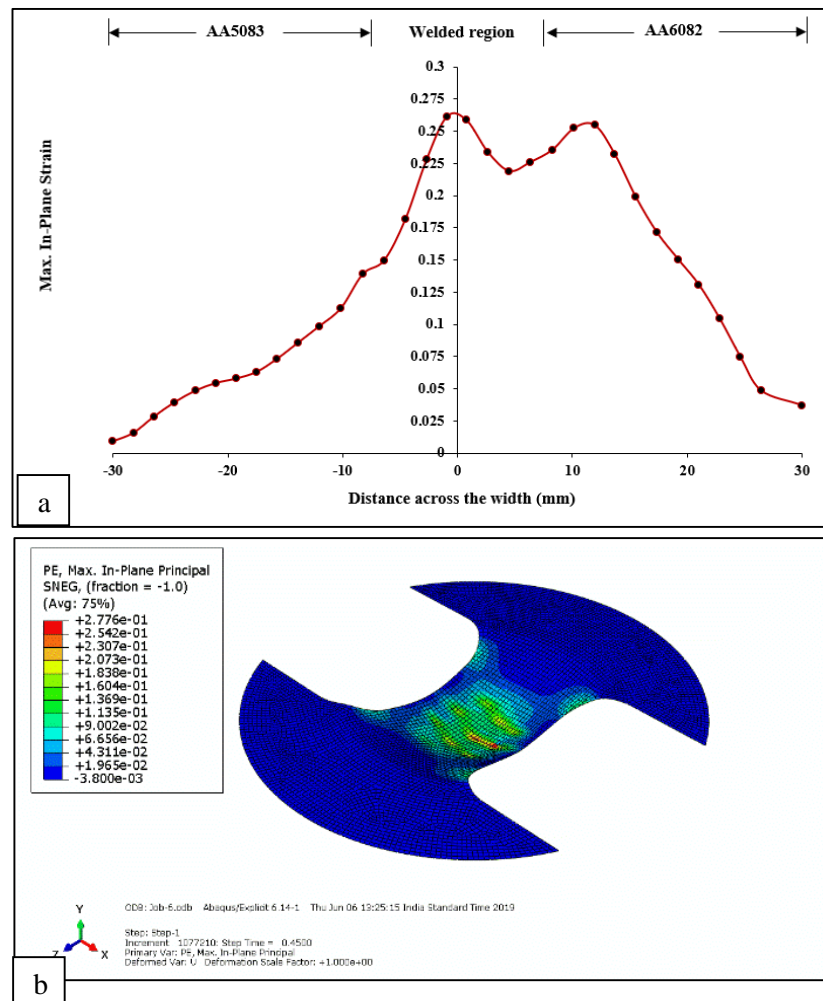 AA5083 Welded region AA6082
0.3
0.275
0.25
0.225
0.2
0.175
0.15
0.125
0.1
0.075
0.05
0.025
0
Max. In-Plane Strain
-30 -20 -10 0 10 20 30
Distance across the width (mm)
a
PE, Max. In-Plane Principal
SNEG, (fraction = -1.0)
(Avg: 75%)
+2.776e-01
+2.542e-01
+2.307e-01
+2.073e-01
+1.838e-01
+1.604e-01
+1.369e-01
+1.135e-01
+9.002e-02
+6.656e-02
+4.311e-02
+1.965e-02
-3.800e-03
ODB: Job-6.odb Abaqus/Explicit 6.14-1 Thu Jun 06 13:25:15 India Standard Time 2019
Y
Z X
Step: Step-1
Increment 1077210: Step Time = 0.4500
Primary Var: PE, Max. In-Plane Principal
Deformed Var: U Deformation Scale Factor: +1.000e+00
b